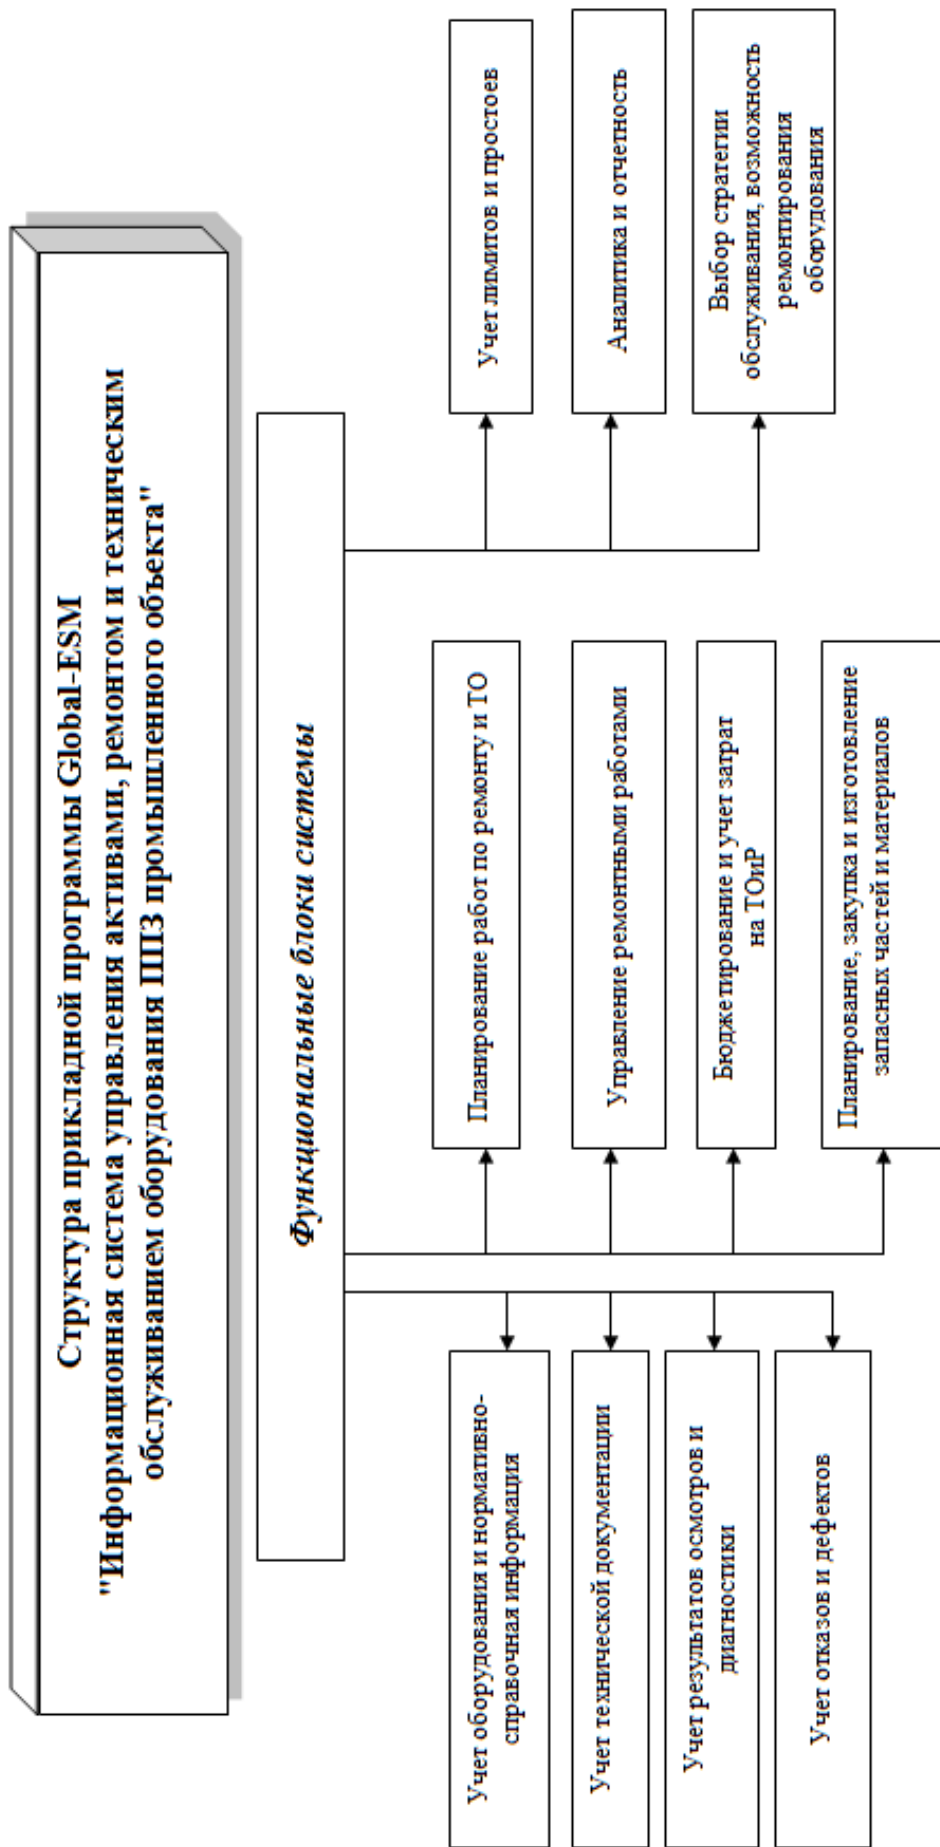 Структура прикладной программы Global-ESM
"Информационная система управления активами, ремонтом и техническим
обслуживанием оборудования ППЗ промышленного объекта"
Функциональные блоки системы
Учет оборудования и нормативно-
справочная информация
Учет технической документации
Учет результатов осмотров и
диагностики
Учет отказов и дефектов
Планирование работ по ремонту и ТО
Управление ремонтными работами
Бюджетирование и учет затрат
на ТОиР
Планирование, закупка и изготовление
запасных частей и материалов
Учет лимитов и простоев
Аналитика и отчетность
Выбор стратегии
обслуживания, возможность
ремонтирования
оборудования